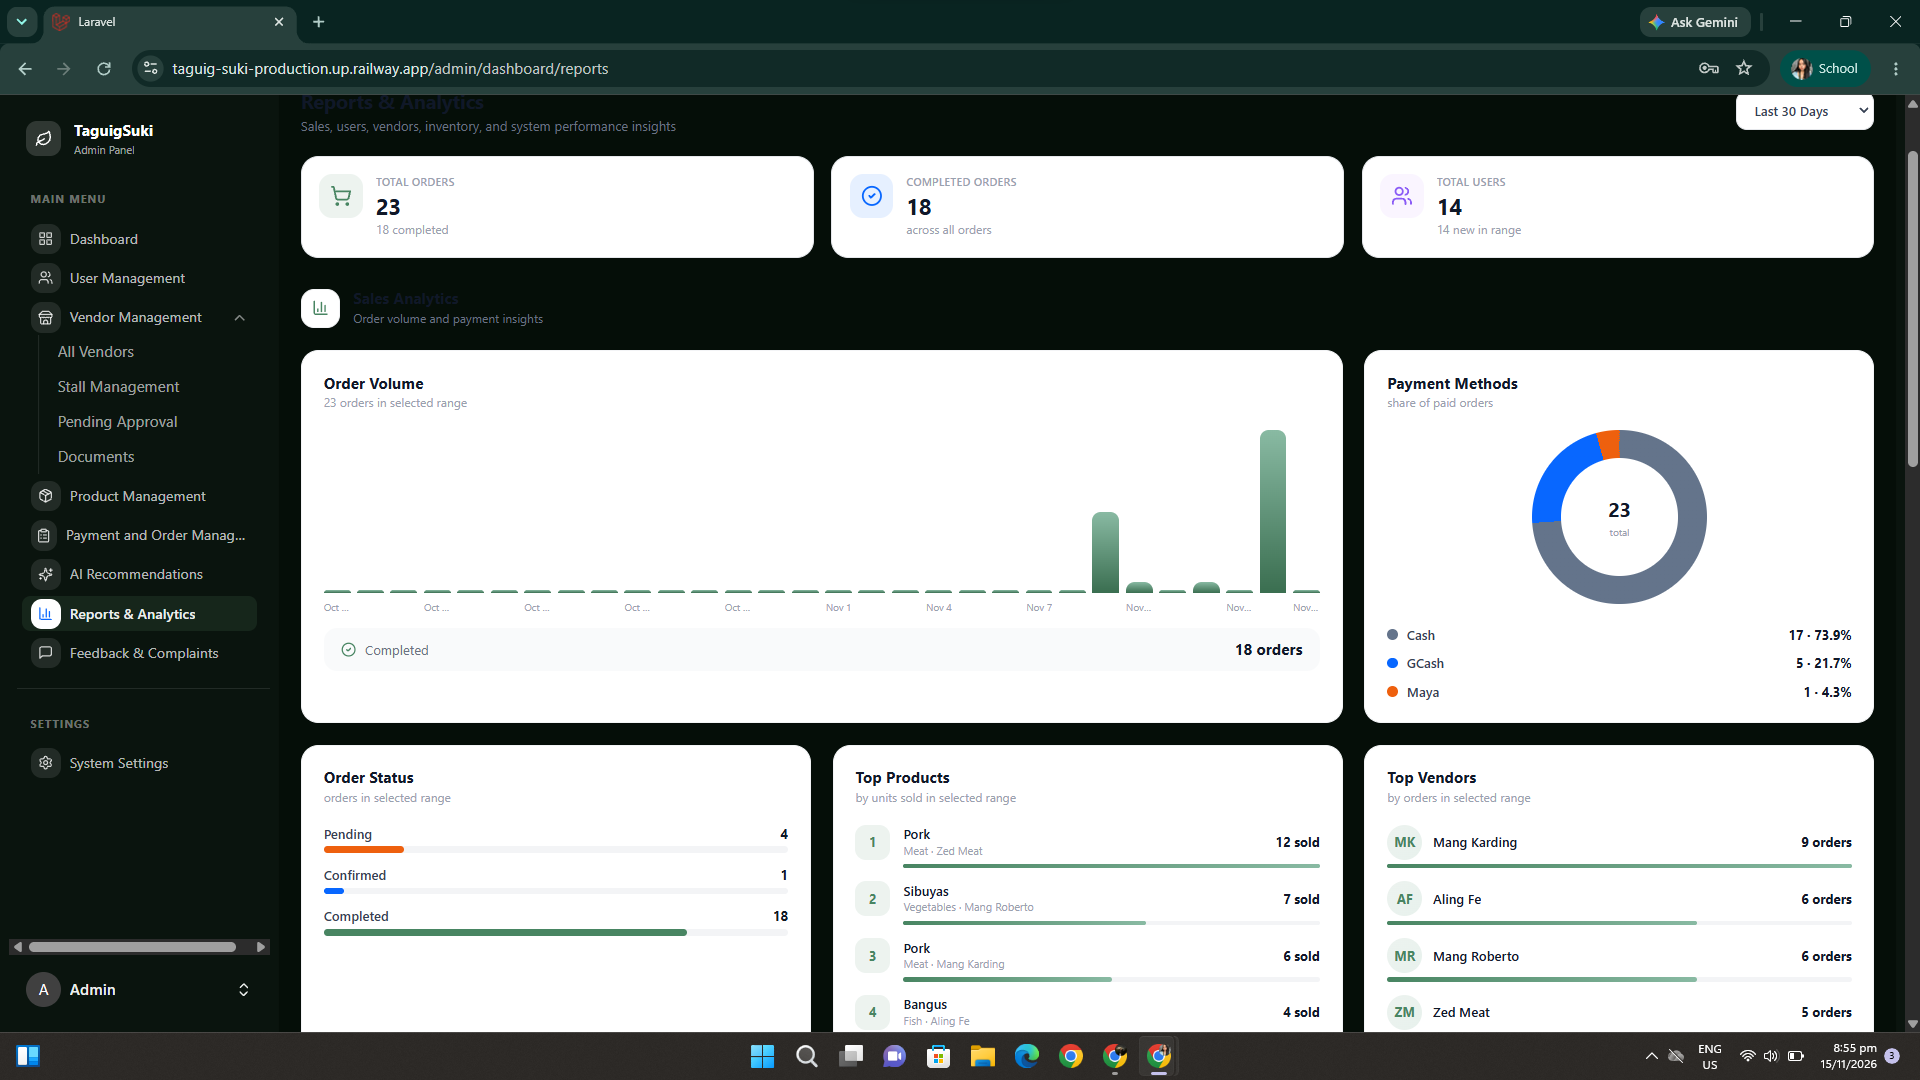 Laravel
Ask Gemini
taguig-suki-production.up.railway.app/admin/dashboard/reports
School
TaguigSuki
Admin Panel
MAIN MENU
Dashboard
User Management
Vendor Management
All Vendors
Stall Management
Pending Approval
Documents
Product Management
Payment and Order Manag...
AI Recommendations
Reports & Analytics
Feedback & Complaints
SETTINGS
System Settings
A
Admin
Reports & Analytics
Sales, users, vendors, inventory, and system performance insights
Last 30 Days
TOTAL ORDERS
23
18 completed
COMPLETED ORDERS
18
across all orders
TOTAL USERS
14
14 new in range
Sales Analytics
Order volume and payment insights
Order Volume
23 orders in selected range
Oct ... Oct ... Oct ... Oct ... Oct ... Nov 1 Nov 4 Nov 7 Nov... Nov... Nov...
Completed 18 orders
Payment Methods
share of paid orders
23
total
Cash 17 · 73.9%
GCash 5 · 21.7%
Maya 1 · 4.3%
Order Status
orders in selected range
Pending 4
Confirmed 1
Completed 18
Top Products
by units sold in selected range
1 Pork 12 sold
Meat · Zed Meat
2 Sibuyas 7 sold
Vegetables · Mang Roberto
3 Pork 6 sold
Meat · Mang Karding
4 Bangus 4 sold
Fish · Aling Fe
Top Vendors
by orders in selected range
MK Mang Karding 9 orders
AF Aling Fe 6 orders
MR Mang Roberto 6 orders
ZM Zed Meat 5 orders
ENG
US
8:55 pm
15/11/2026
3